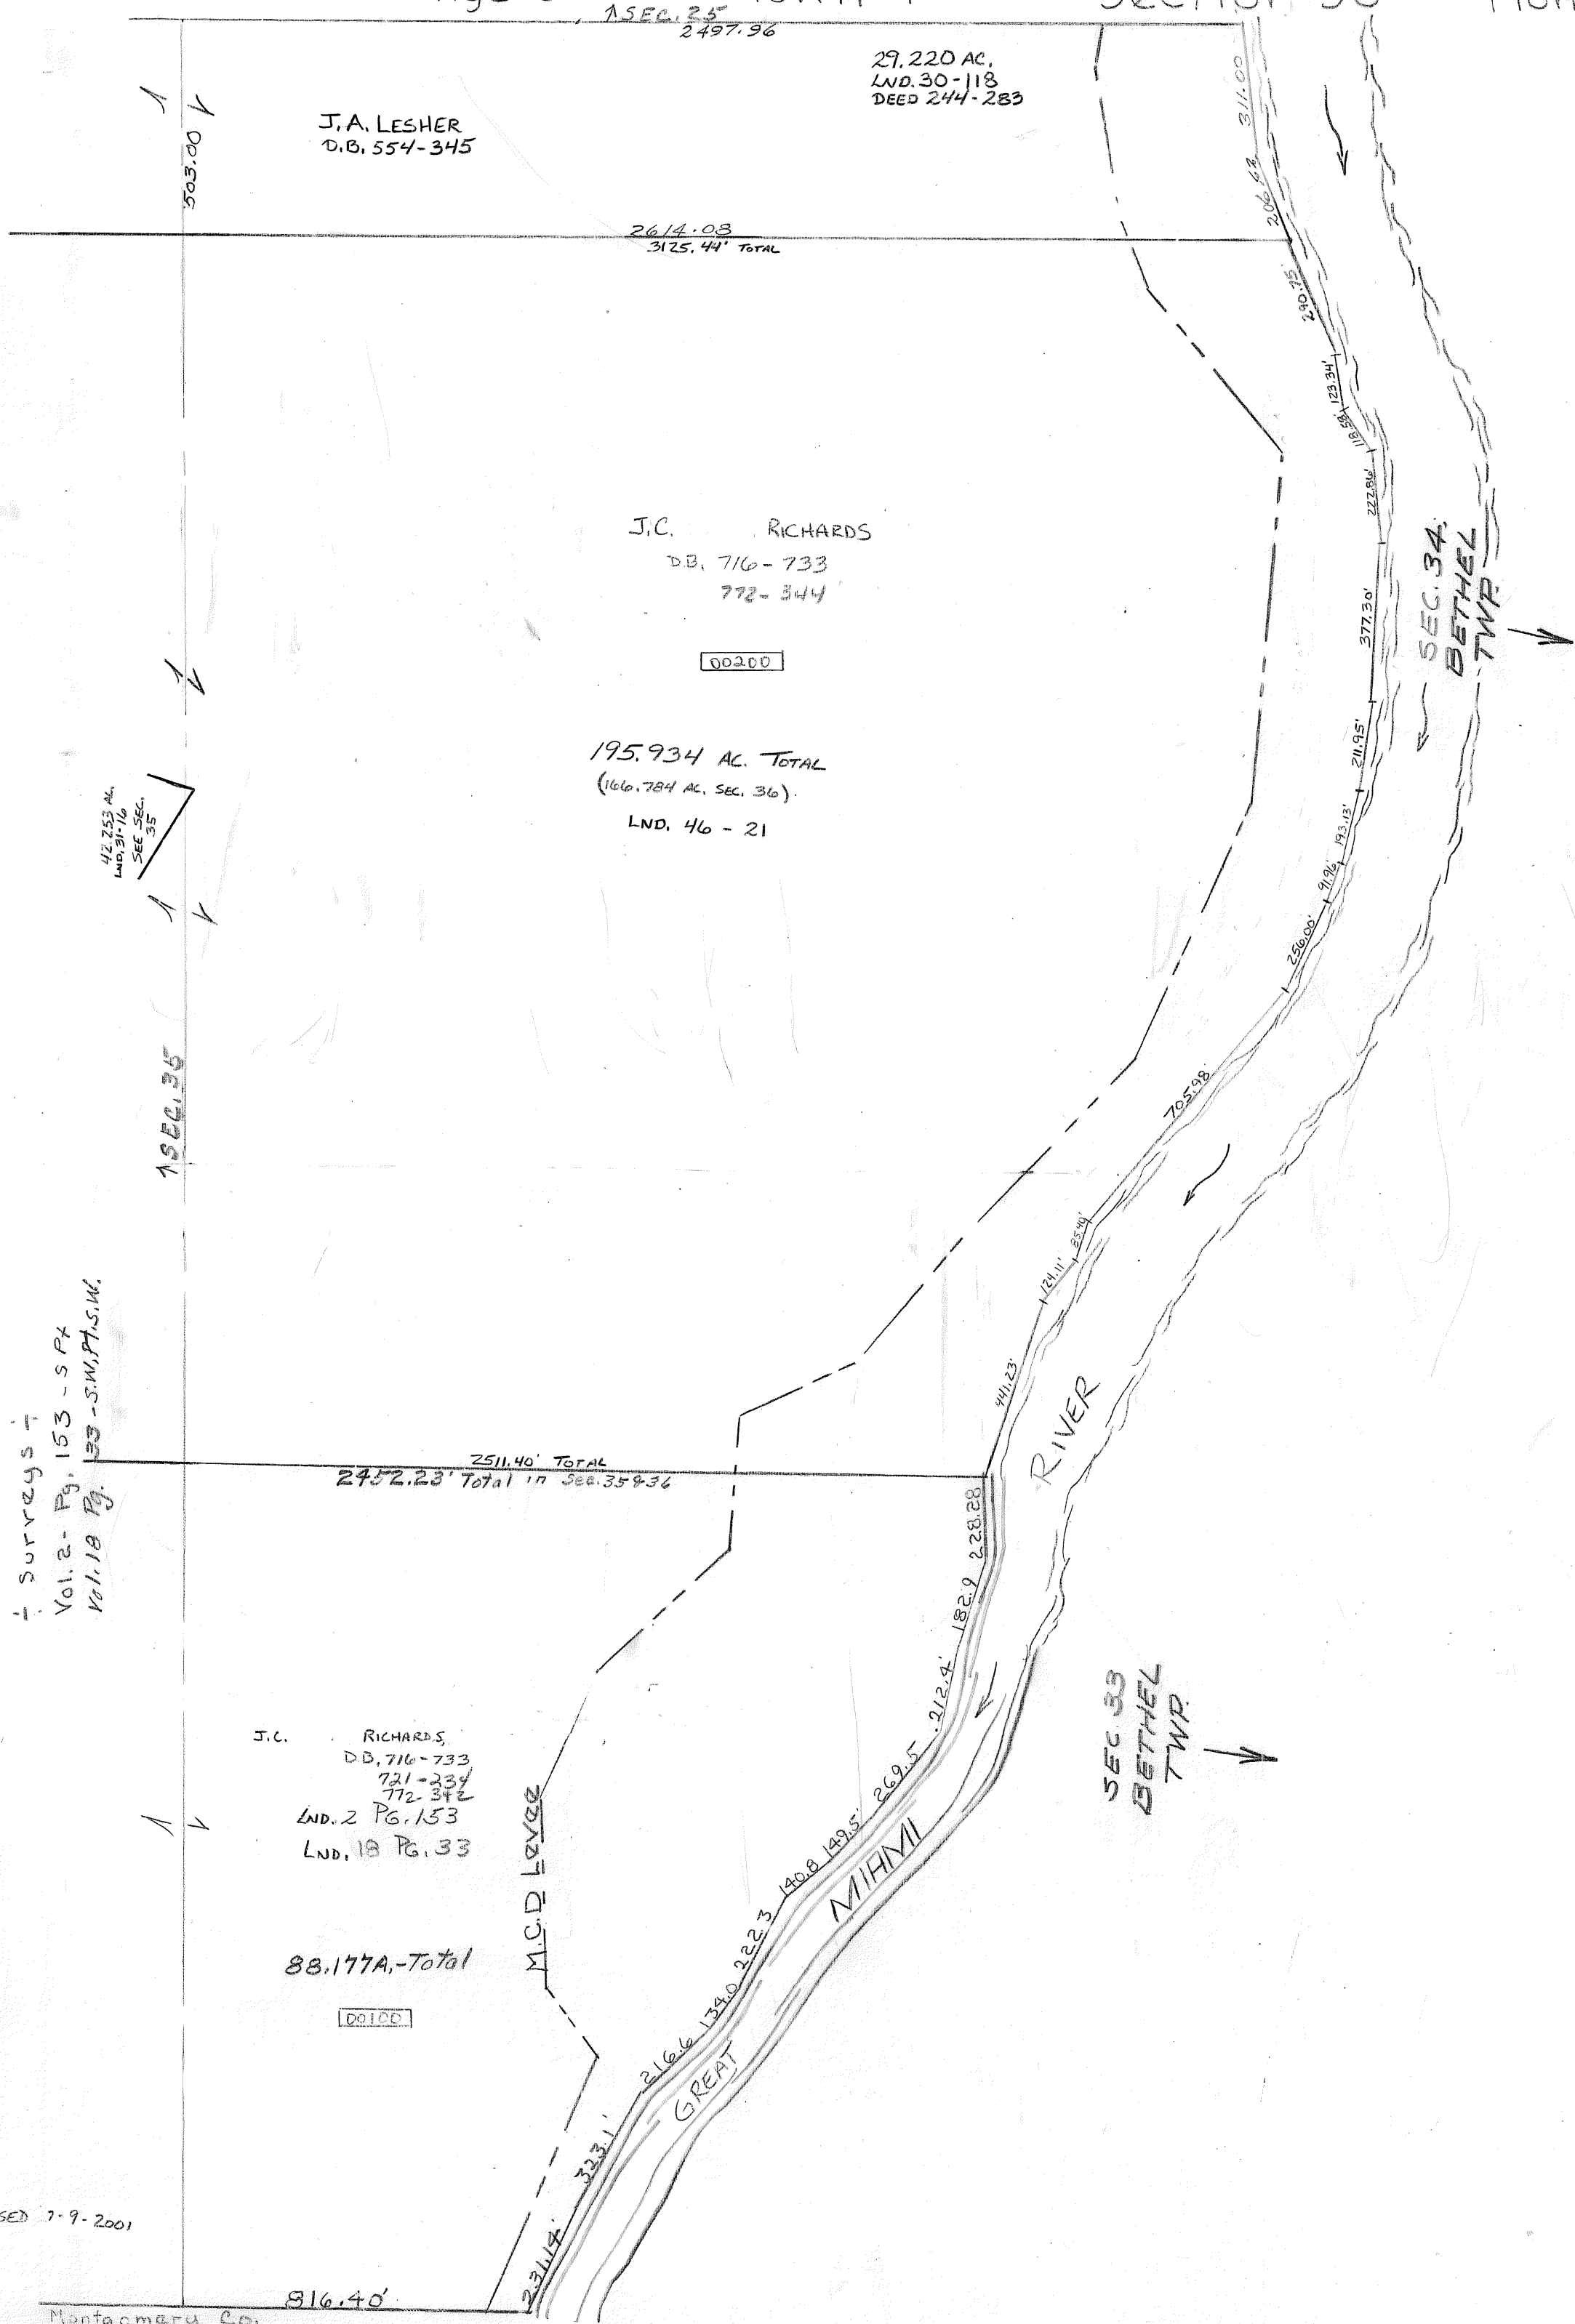 ↑SEC. 25
2497.96
29.220 AC.
LND. 30-118
DEED 244-283
J.A. LESHER
D.B. 554-345
503.00
311.00
206.43
2614.08
3125.44' TOTAL
290.75'
123.34'
118.58'
222.86'
377.30'
211.95'
193.13'
91.96'
256.00'
705.98'
85.40'
124.11'
441.23'
SEC. 34,
BETHEL
TWP.
J.C. RICHARDS
D.B. 716-733
772-344
00200
195.934 AC. TOTAL
(166.784 AC. SEC. 36)
LND. 46 - 21
42.253 AC.
LND. 31-16
SEE SEC.
35
↑SEC. 35
÷ Surveys ÷
Vol. 2 - Pg. 153 - S Pt
Vol. 18 Pg. 33 - S.W. Pt. S.W.
2511.40' TOTAL
2452.23' Total in Sec. 35&36
228.28
182.9
212.4'
269.5
149.5'
140.8
222.3
134.0
216.6
323.1'
231.14'
RIVER
MIAMI
GREAT
SEC 33
BETHEL
TWP.
J.C. RICHARDS,
D.B. 716-733
721-234
772-342
LND. 2 PG. 153
LND. 18 PG. 33
M.C.D Levee
88.177A.-Total
00100
7-9-2001
816.40'
Montgomery Co.